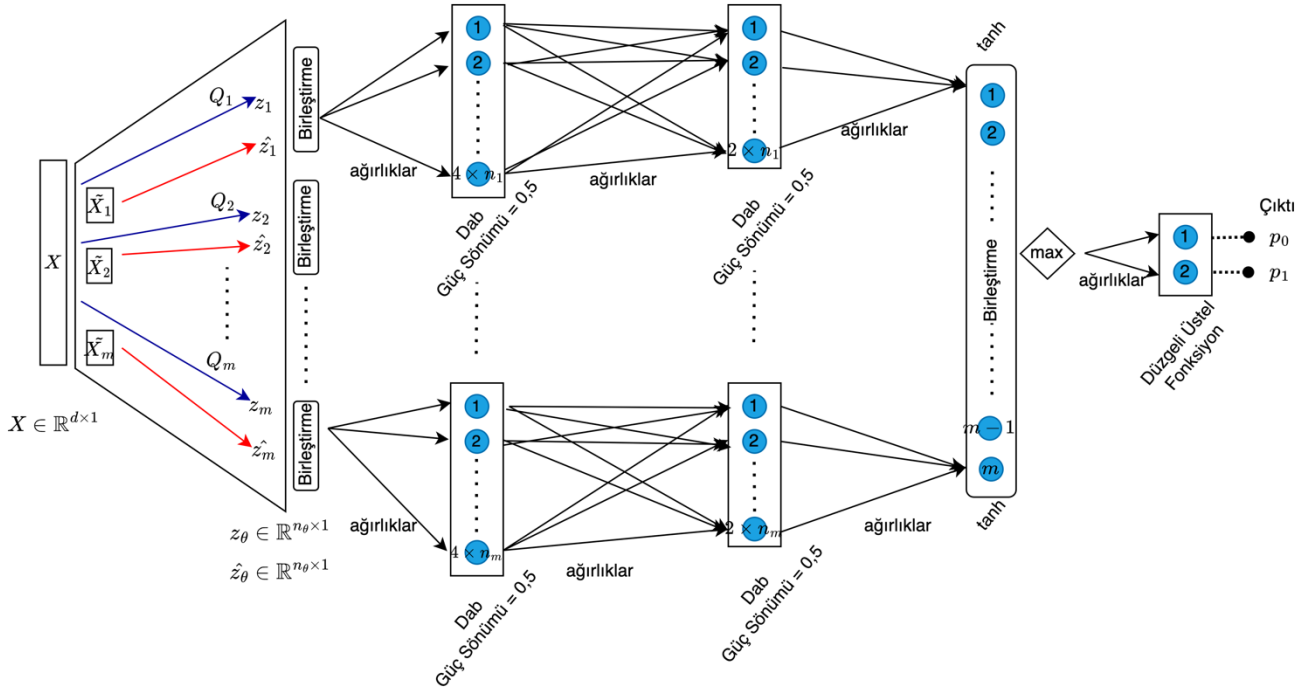 X
X ∈ ℝ^{d×1}
X̃_1
X̃_2
X̃_m
Q_1
z_1
ẑ_1
Q_2
z_2
ẑ_2
Q_m
z_m
ẑ_m
z_θ ∈ ℝ^{n_θ×1}
ẑ_θ ∈ ℝ^{n_θ×1}
Birleştirme
Birleştirme
Birleştirme
ağırlıklar
1
2
4 × n_1
Dab
Güç Sönümü = 0,5
ağırlıklar
1
2
2 × n_1
Dab
Güç Sönümü = 0,5
ağırlıklar
ağırlıklar
1
2
4 × n_m
Dab
Güç Sönümü = 0,5
ağırlıklar
1
2
2 × n_m
Dab
Güç Sönümü = 0,5
ağırlıklar
tanh
1
2
Birleştirme
m − 1
m
tanh
max
ağırlıklar
1
2
Düzgeli Üstel
Fonksiyon
Çıktı
p_0
p_1